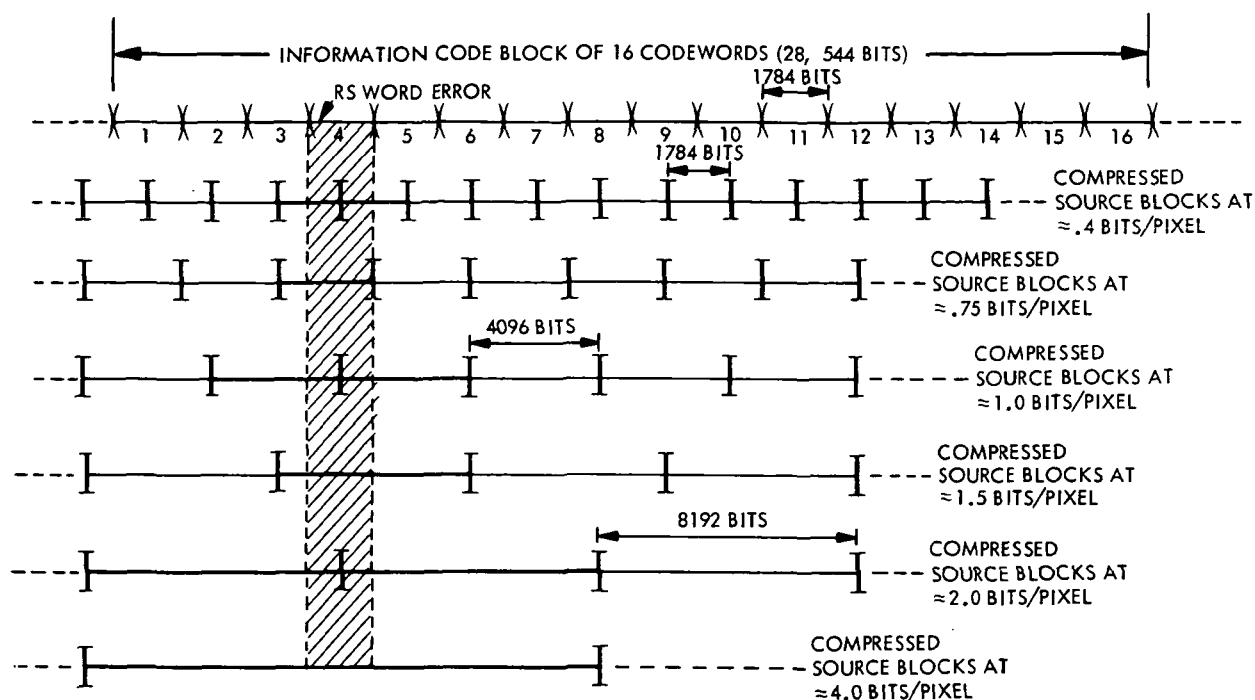 INFORMATION CODE BLOCK OF 16 CODEWORDS (28, 544 BITS)
1784 BITS
RS WORD ERROR
1 2 3 4 5 6 7 8 9 10 11 12 13 14 15 16
1784 BITS
COMPRESSED
SOURCE BLOCKS AT
≈.4 BITS/PIXEL
COMPRESSED
SOURCE BLOCKS AT
≈.75 BITS/PIXEL
4096 BITS
COMPRESSED
SOURCE BLOCKS AT
≈1.0 BITS/PIXEL
COMPRESSED
SOURCE BLOCKS AT
≈1.5 BITS/PIXEL
8192 BITS
COMPRESSED
SOURCE BLOCKS AT
≈2.0 BITS/PIXEL
COMPRESSED
SOURCE BLOCKS AT
≈4.0 BITS/PIXEL